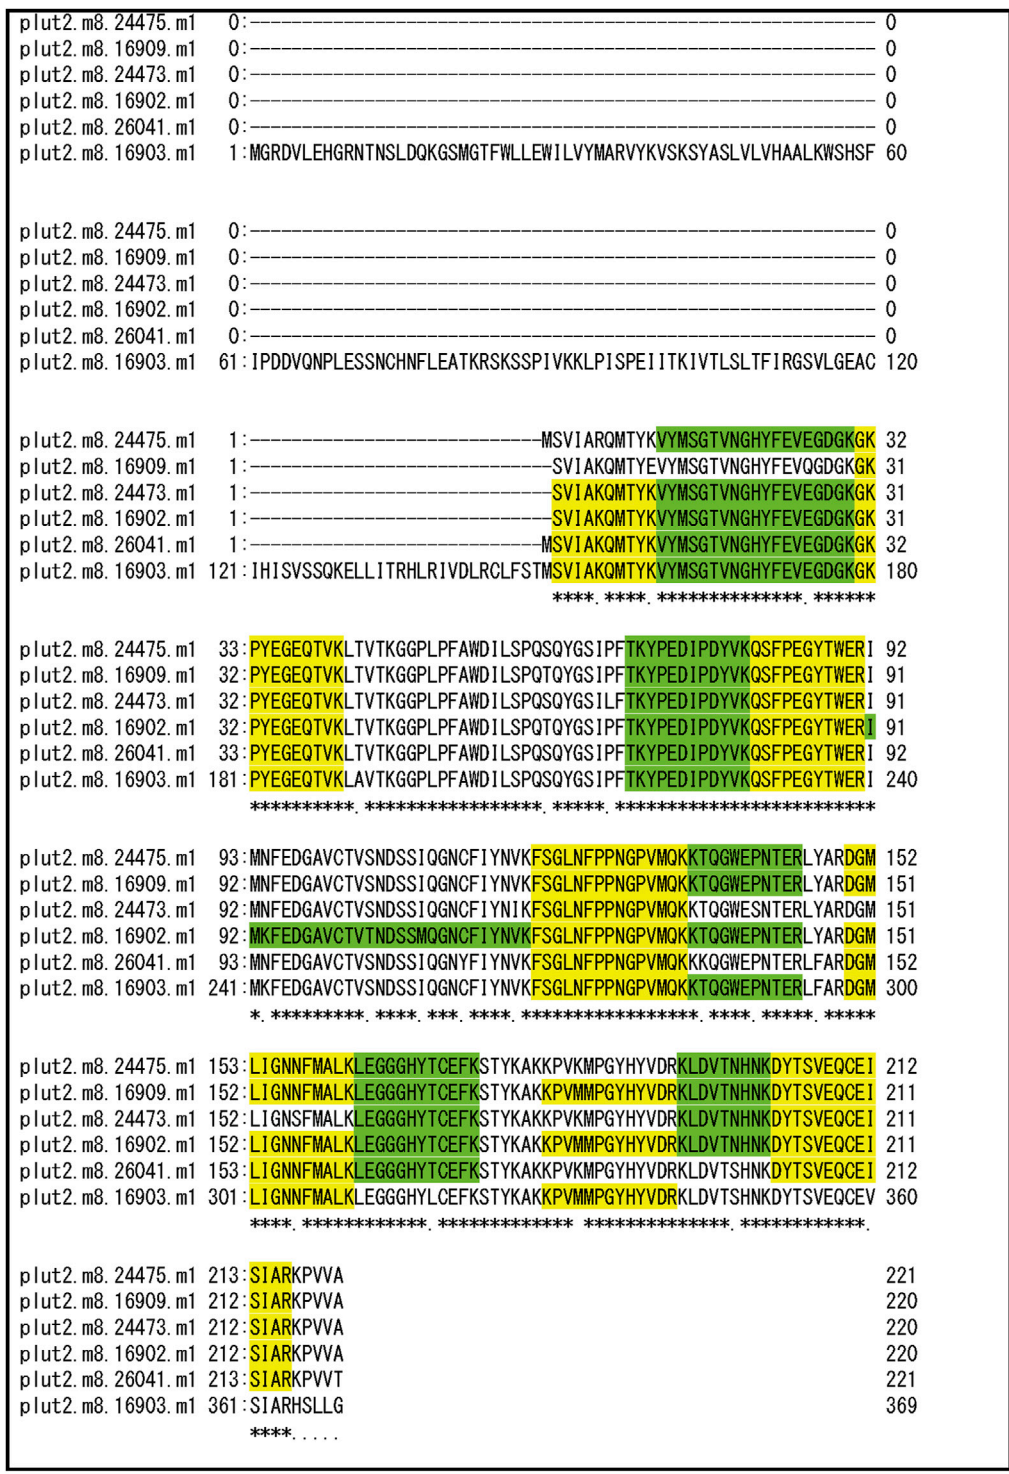 plut2.m8.24475.m1 0:------------------------------------------------------------ 0
plut2.m8.16909.m1 0:------------------------------------------------------------ 0
plut2.m8.24473.m1 0:------------------------------------------------------------ 0
plut2.m8.16902.m1 0:------------------------------------------------------------ 0
plut2.m8.26041.m1 0:------------------------------------------------------------ 0
plut2.m8.16903.m1 1:MGRDVLEHGRNTNSLDQKGSMGTFWLLEWILVYMARVYKVSKSYASLVLVHAALKWSHSF 60
plut2.m8.24475.m1 0:------------------------------------------------------------ 0
plut2.m8.16909.m1 0:------------------------------------------------------------ 0
plut2.m8.24473.m1 0:------------------------------------------------------------ 0
plut2.m8.16902.m1 0:------------------------------------------------------------ 0
plut2.m8.26041.m1 0:------------------------------------------------------------ 0
plut2.m8.16903.m1 61:IPDDVQNPLESSNCHNFLEATKRSKSSPIVKKLPISPEIITKIVTLSLTFIRGSVLGEAC 120
plut2.m8.24475.m1 1:----------------------------MSVIARQMTYKVYMSGTVNGHYFEVEGDGKGK 32
plut2.m8.16909.m1 1:-----------------------------SVIAKQMTYEVYMSGTVNGHYFEVQGDGKGK 31
plut2.m8.24473.m1 1:-----------------------------SVIAKQMTYKVYMSGTVNGHYFEVEGDGKGK 31
plut2.m8.16902.m1 1:-----------------------------SVIAKQMTYKVYMSGTVNGHYFEVEGDGKGK 31
plut2.m8.26041.m1 1:----------------------------MSVIAKQMTYKVYMSGTVNGHYFEVEGDGKGK 32
plut2.m8.16903.m1 121:IHISVSSQKELLITRHLRIVDLRCLFSTMSVIAKQMTYKVYMSGTVNGHYFEVEGDGKGK 180
****.****.**************.******
plut2.m8.24475.m1 33:PYEGEQTVKLTVTKGGPLPFAWDILSPQSQYGSIPFTKYPEDIPDYVKQSFPEGYTWERI 92
plut2.m8.16909.m1 32:PYEGEQTVKLTVTKGGPLPFAWDILSPQTQYGSIPFTKYPEDIPDYVKQSFPEGYTWERI 91
plut2.m8.24473.m1 32:PYEGEQTVKLTVTKGGPLPFAWDILSPQSQYGSILFTKYPEDIPDYVKQSFPEGYTWERI 91
plut2.m8.16902.m1 32:PYEGEQTVKLTVTKGGPLPFAWDILSPQTQYGSIPFTKYPEDIPDYVKQSFPEGYTWERI 91
plut2.m8.26041.m1 33:PYEGEQTVKLTVTKGGPLPFAWDILSPQSQYGSIPFTKYPEDIPDYVKQSFPEGYTWERI 92
plut2.m8.16903.m1 181:PYEGEQTVKLAVTKGGPLPFAWDILSPQSQYGSIPFTKYPEDIPDYVKQSFPEGYTWERI 240
**********.*****************.*****.*************************
plut2.m8.24475.m1 93:MNFEDGAVCTVSNDSSIQGNCFIYNVKFSGLNFPPNGPVMQKKTQGWEPNTERLYARDGM 152
plut2.m8.16909.m1 92:MNFEDGAVCTVSNDSSIQGNCFIYNVKFSGLNFPPNGPVMQKKTQGWEPNTERLYARDGM 151
plut2.m8.24473.m1 92:MNFEDGAVCTVSNDSSIQGNCFIYNIKFSGLNFPPNGPVMQKKTQGWESNTERLYARDGM 151
plut2.m8.16902.m1 92:MKFEDGAVCTVTNDSSMQGNCFIYNVKFSGLNFPPNGPVMQKKTQGWEPNTERLYARDGM 151
plut2.m8.26041.m1 93:MNFEDGAVCTVSNDSSIQGNYFIYNVKFSGLNFPPNGPVMQKKKQGWEPNTERLFARDGM 152
plut2.m8.16903.m1 241:MKFEDGAVCTVSNDSSIQGNCFIYNVKFSGLNFPPNGPVMQKKTQGWEPNTERLFARDGM 300
*.*********.****.***.****.*****************.****.*****.*****
plut2.m8.24475.m1 153:LIGNNFMALKLEGGGHYTCEFKSTYKAKKPVKMPGYHYVDRKLDVTNHNKDYTSVEQCEI 212
plut2.m8.16909.m1 152:LIGNNFMALKLEGGGHYTCEFKSTYKAKKPVMMPGYHYVDRKLDVTNHNKDYTSVEQCEI 211
plut2.m8.24473.m1 152:LIGNSFMALKLEGGGHYTCEFKSTYKAKKPVKMPGYHYVDRKLDVTNHNKDYTSVEQCEI 211
plut2.m8.16902.m1 152:LIGNNFMALKLEGGGHYTCEFKSTYKAKKPVMMPGYHYVDRKLDVTNHNKDYTSVEQCEI 211
plut2.m8.26041.m1 153:LIGNNFMALKLEGGGHYTCEFKSTYKAKKPVKMPGYHYVDRKLDVTSHNKDYTSVEQCEI 212
plut2.m8.16903.m1 301:LIGNNFMALKLEGGGHYLCEFKSTYKAKKPVMMPGYHYVDRKLDVTSHNKDYTSVEQCEV 360
****.************.************* **************.************.
plut2.m8.24475.m1 213:SIARKPVVA 221
plut2.m8.16909.m1 212:SIARKPVVA 220
plut2.m8.24473.m1 212:SIARKPVVA 220
plut2.m8.16902.m1 212:SIARKPVVA 220
plut2.m8.26041.m1 213:SIARKPVVT 221
plut2.m8.16903.m1 361:SIARHSLLG 369
****.....